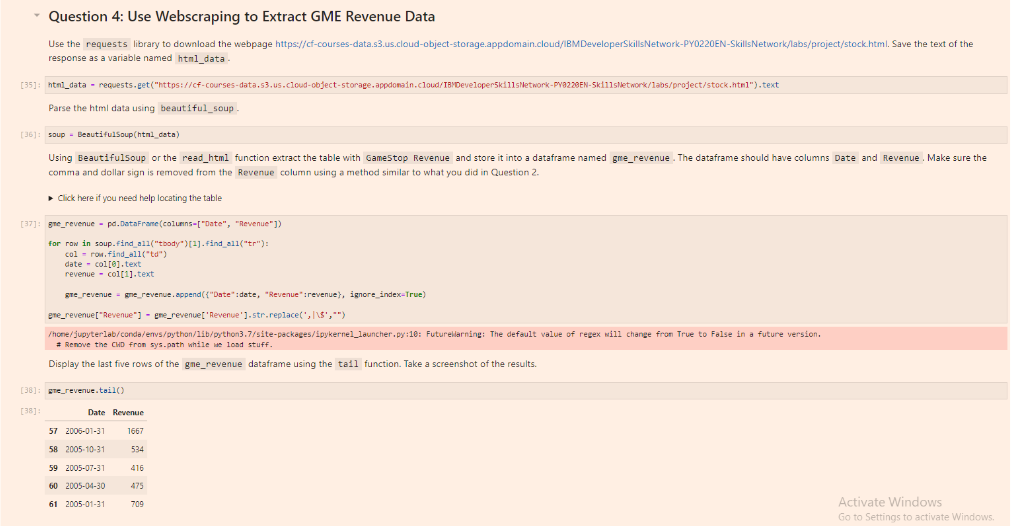 Question 4: Use Webscraping to Extract GME Revenue Data
Use the requests library to download the webpage https://cf-courses-data.s3.us.cloud-object-storage.appdomain.cloud/IBMDeveloperSkillsNetwork-PY0220EN-SkillsNetwork/labs/project/stock.html. Save the text of the
response as a variable named html_data.
[35]: html_data = requests.get("https://cf-courses-data.s3.us.cloud-object-storage.appdomain.cloud/IBMDeveloperSkillsNetwork-PY0220EN-SkillsNetwork/labs/project/stock.html").text
Parse the html data using beautiful_soup.
[36]: soup = BeautifulSoup(html_data)
Using BeautifulSoup or the read_html function extract the table with GameStop Revenue and store it into a dataframe named gme_revenue. The dataframe should have columns Date and Revenue. Make sure the
comma and dollar sign is removed from the Revenue column using a method similar to what you did in Question 2.
Click here if you need help locating the table
[37]: gme_revenue = pd.DataFrame(columns=["Date", "Revenue"])
for row in soup.find_all("tbody")[1].find_all("tr"):
col = row.find_all("td")
date = col[0].text
revenue = col[1].text
gme_revenue = gme_revenue.append({"Date":date, "Revenue":revenue}, ignore_index=True)
gme_revenue["Revenue"] = gme_revenue['Revenue'].str.replace(',|\$',"")
/home/jupyterlab/conda/envs/python/lib/python3.7/site-packages/ipykernel_launcher.py:10: FutureWarning: The default value of regex will change from True to False in a future version.
# Remove the CWD from sys.path while we load stuff.
Display the last five rows of the gme_revenue dataframe using the tail function. Take a screenshot of the results.
[38]: gme_revenue.tail()
[38]: Date Revenue
57 2006-01-31 1667
58 2005-10-31 534
59 2005-07-31 416
60 2005-04-30 475
61 2005-01-31 709
Activate Windows
Go to Settings to activate Windows.